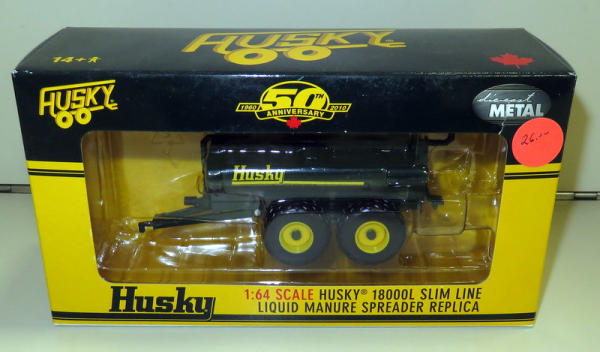 HUSKY
14+
HUSKY
50TH
1960 2010
ANNIVERSARY
diecast
METAL
26.00
Husky
Husky
1:64 SCALE HUSKY® 18000L SLIM LINE
LIQUID MANURE SPREADER REPLICA